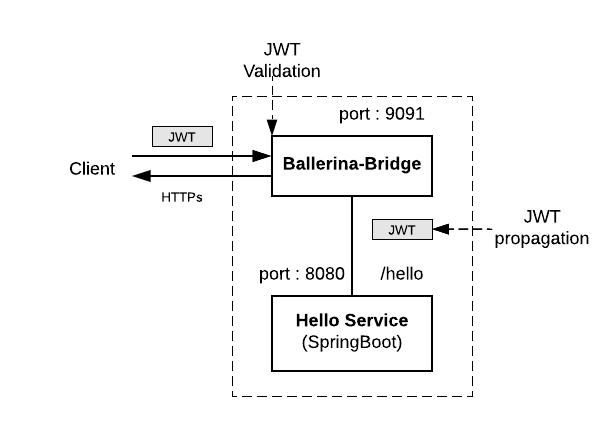 JWT
Validation
port : 9091
JWT
Client
Ballerina-Bridge
HTTPs
JWT
JWT
propagation
port : 8080
/hello
Hello Service
(SpringBoot)